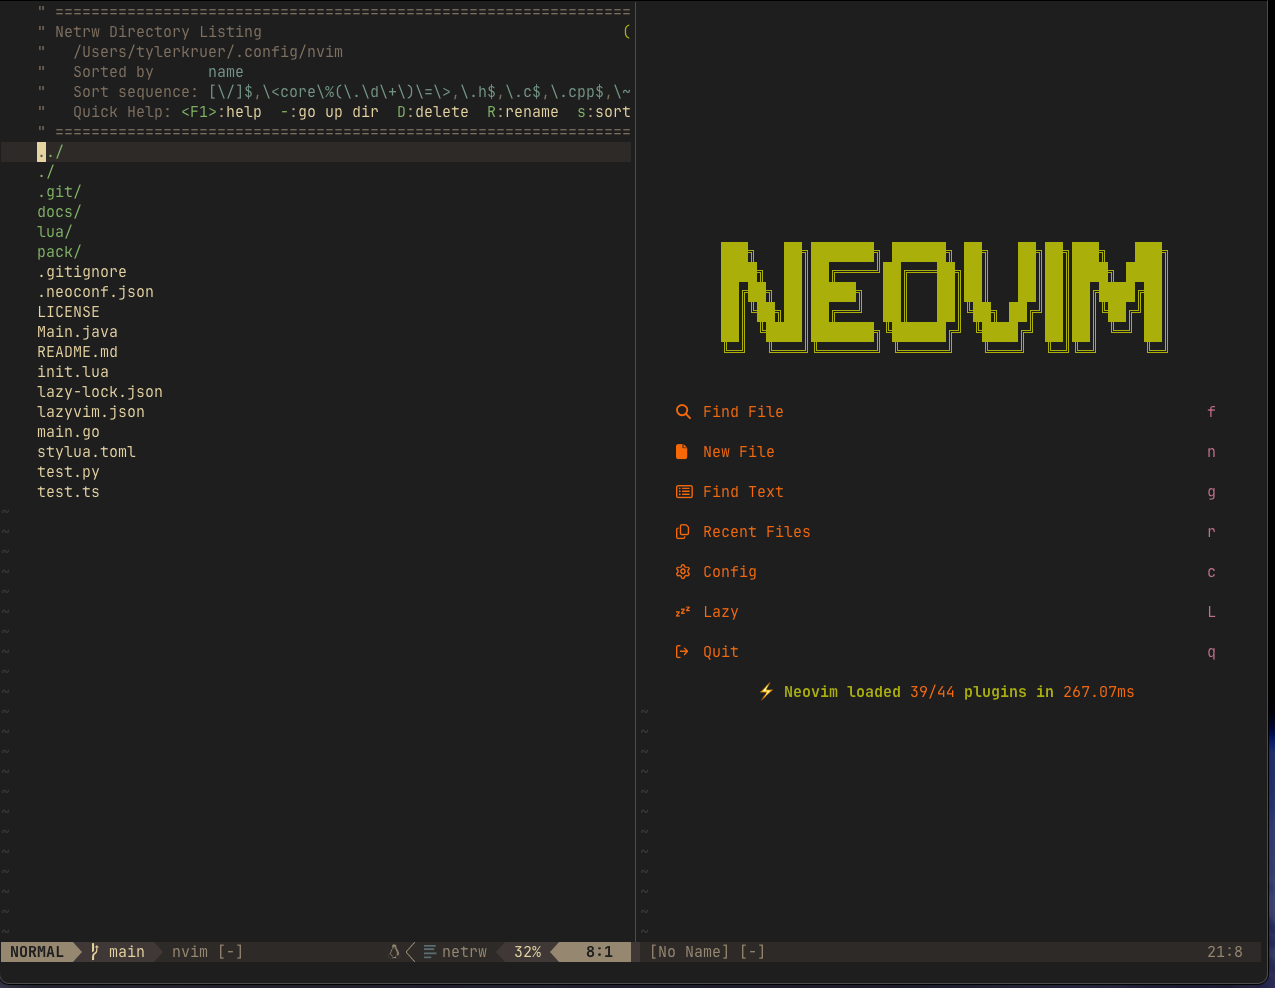 " ================================================================
" Netrw Directory Listing (
"   /Users/tylerkruer/.config/nvim
"   Sorted by      name
"   Sort sequence: [\/]$,\<core\%(\.\d\+\)\=\>,\.h$,\.c$,\.cpp$,\~
"   Quick Help: <F1>:help  -:go up dir  D:delete  R:rename  s:sort
" ================================================================
../
./
.git/
docs/
lua/
pack/
.gitignore
.neoconf.json
LICENSE
Main.java
README.md
init.lua
lazy-lock.json
lazyvim.json
main.go
stylua.toml
test.py
test.ts
NORMAL main nvim [-] netrw 32% 8:1
NEOVIM
Find File f
New File n
Find Text g
Recent Files r
Config c
Lazy L
Quit q
⚡ Neovim loaded 39/44 plugins in 267.07ms
[No Name] [-] 21:8